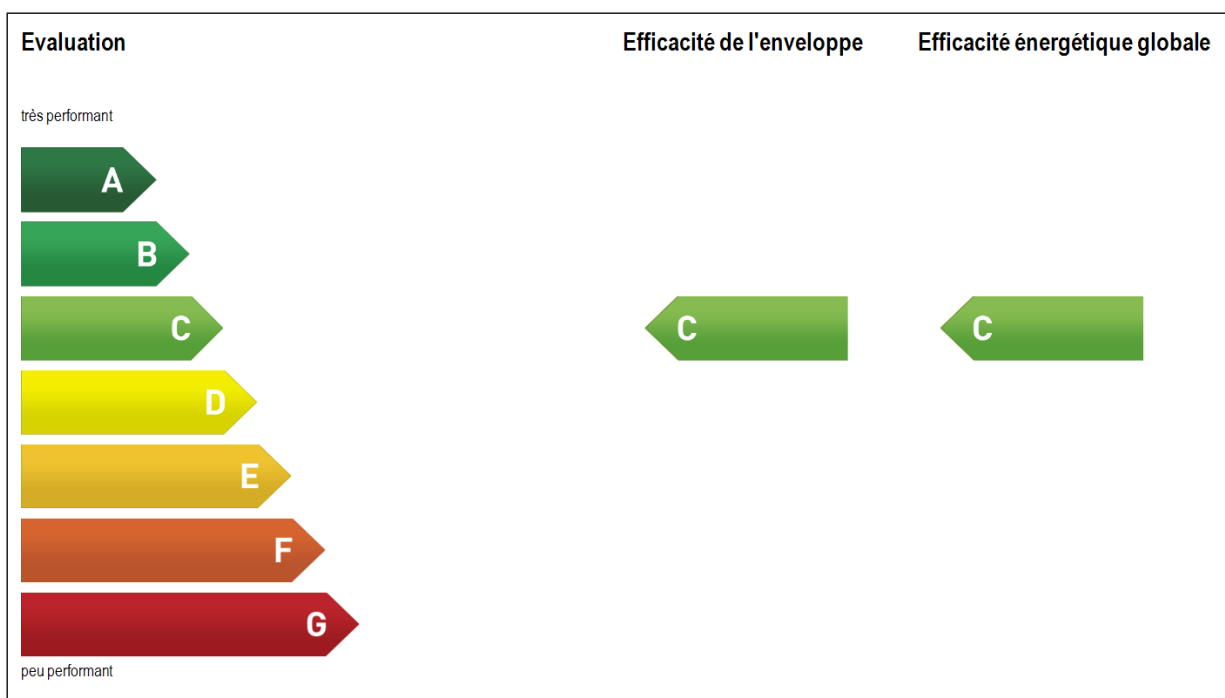 Evaluation Efficacité de l'enveloppe Efficacité énergétique globale
très performant
A
B
C C C
D
E
F
G
peu performant